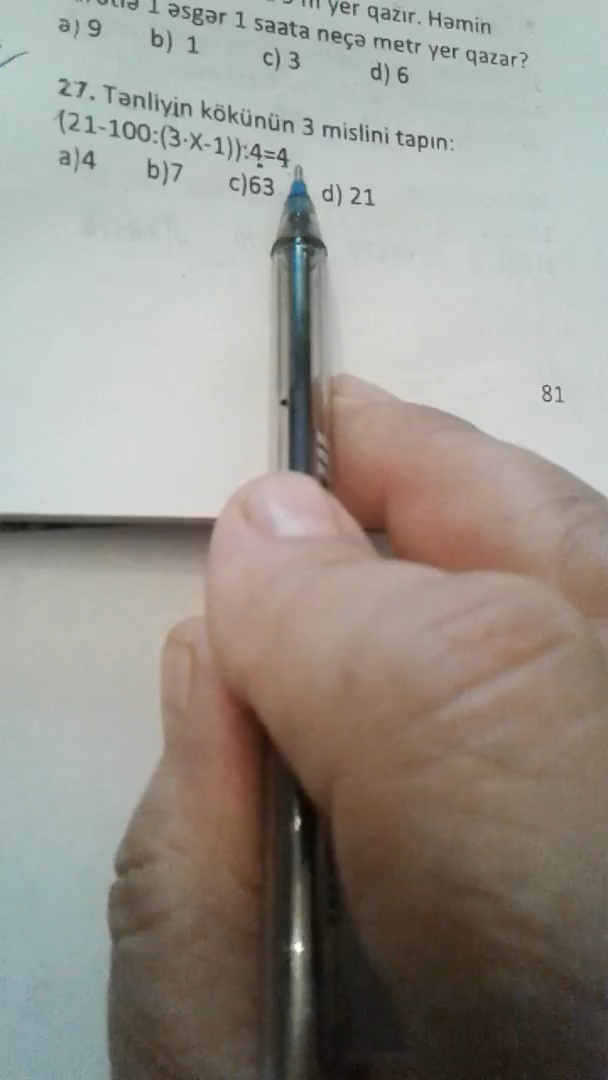 m yer qazır. Həmin
1 əsgər 1 saata neçə metr yer qazar?
a) 9 b) 1 c) 3 d) 6
27. Tənliyin kökünün 3 mislini tapın:
(21-100:(3·X-1)):4=4
a)4 b)7 c)63 d) 21
81